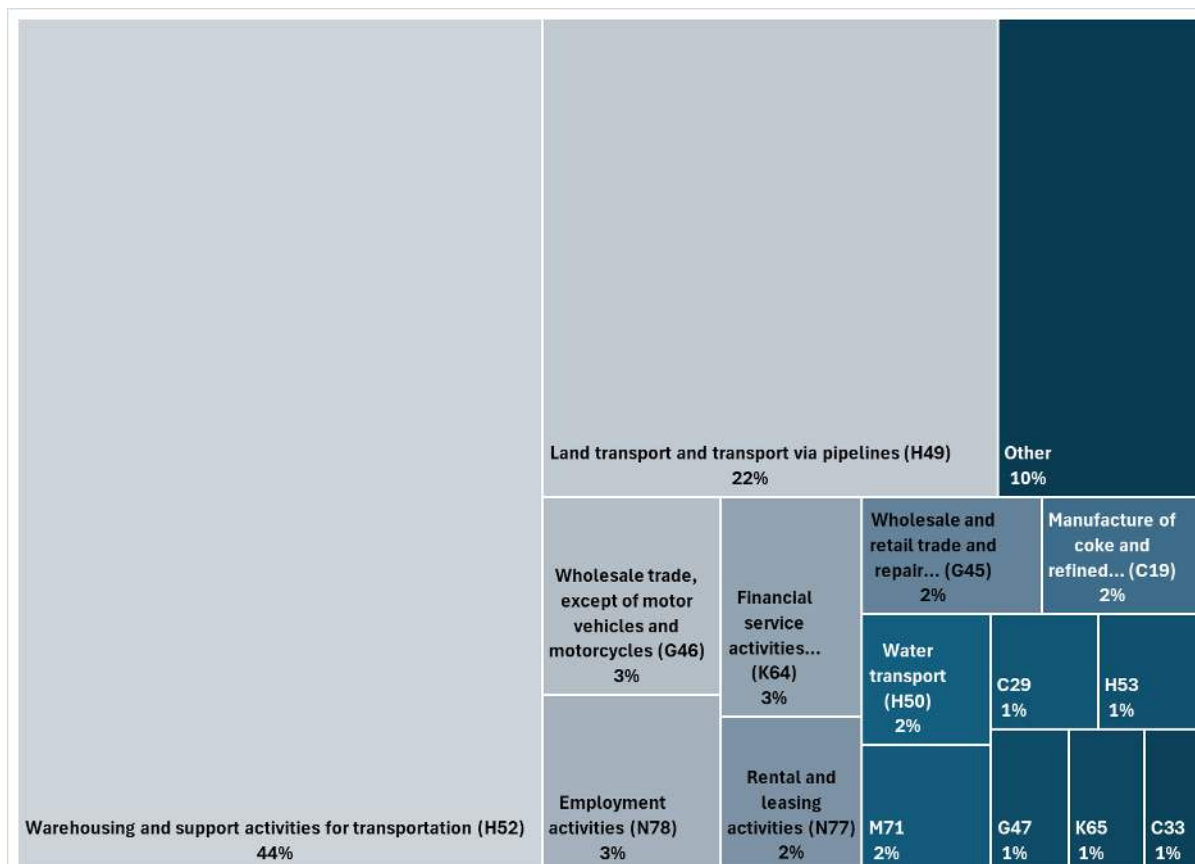 Warehousing and support activities for transportation (H52)
44%
Land transport and transport via pipelines (H49)
22%
Other
10%
Wholesale trade,
except of motor
vehicles and
motorcycles (G46)
3%
Employment
activities (N78)
3%
Financial
service
activities...
(K64)
3%
Rental and
leasing
activities (N77)
2%
Wholesale and
retail trade and
repair... (G45)
2%
Manufacture of
coke and
refined... (C19)
2%
Water
transport
(H50)
2%
M71
2%
C29
1%
H53
1%
G47
1%
K65
1%
C33
1%